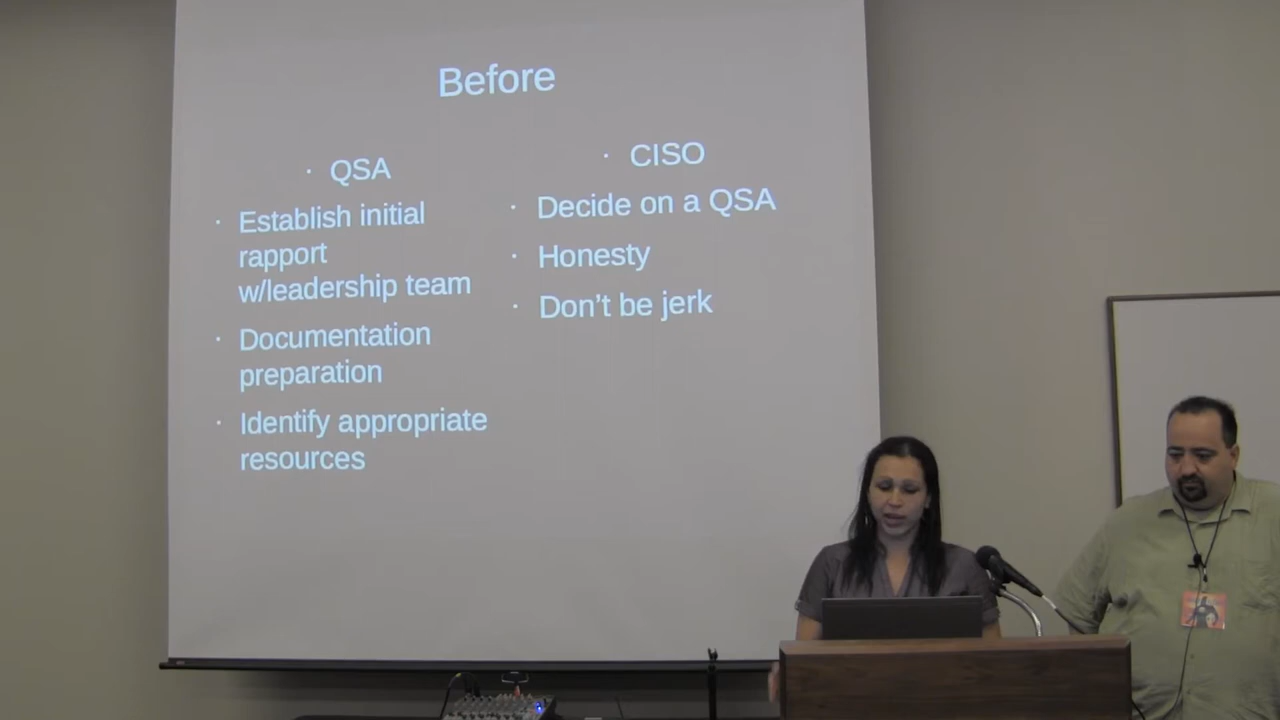 Before
· QSA
· Establish initial
rapport
w/leadership team
· Documentation
preparation
· Identify appropriate
resources
· CISO
· Decide on a QSA
· Honesty
· Don’t be jerk